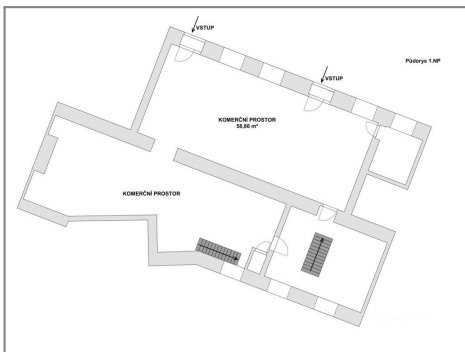 VSTUP
Půdorys 1.NP
VSTUP
KOMERČNÍ PROSTOR
58,86 m²
KOMERČNÍ PROSTOR